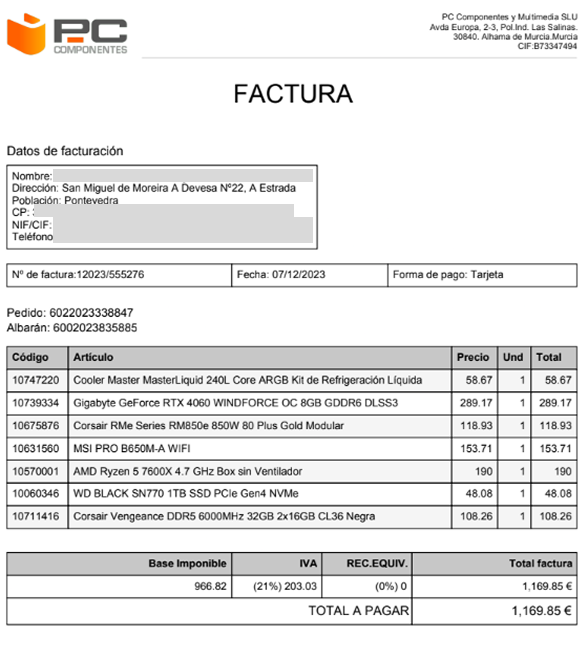 PC
COMPONENTES
PC Componentes y Multimedia SLU
Avda Europa, 2-3, Pol.Ind. Las Salinas.
30840. Alhama de Murcia.Murcia
CIF:B73347494
FACTURA
Datos de facturación
Nombre:
Dirección: San Miguel de Moreira A Devesa Nº22, A Estrada
Población: Pontevedra
CP:
NIF/CIF:
Teléfono
Nº de factura:12023/555276 Fecha: 07/12/2023 Forma de pago: Tarjeta
Pedido: 6022023338847
Albarán: 6002023835885
Código Artículo Precio Und Total
10747220 Cooler Master MasterLiquid 240L Core ARGB Kit de Refrigeración Líquida 58.67 1 58.67
10739334 Gigabyte GeForce RTX 4060 WINDFORCE OC 8GB GDDR6 DLSS3 289.17 1 289.17
10675876 Corsair RMe Series RM850e 850W 80 Plus Gold Modular 118.93 1 118.93
10631560 MSI PRO B650M-A WIFI 153.71 1 153.71
10570001 AMD Ryzen 5 7600X 4.7 GHz Box sin Ventilador 190 1 190
10060346 WD BLACK SN770 1TB SSD PCIe Gen4 NVMe 48.08 1 48.08
10711416 Corsair Vengeance DDR5 6000MHz 32GB 2x16GB CL36 Negra 108.26 1 108.26
Base Imponible IVA REC.EQUIV. Total factura
966.82 (21%) 203.03 (0%) 0 1,169.85 €
TOTAL A PAGAR 1,169.85 €